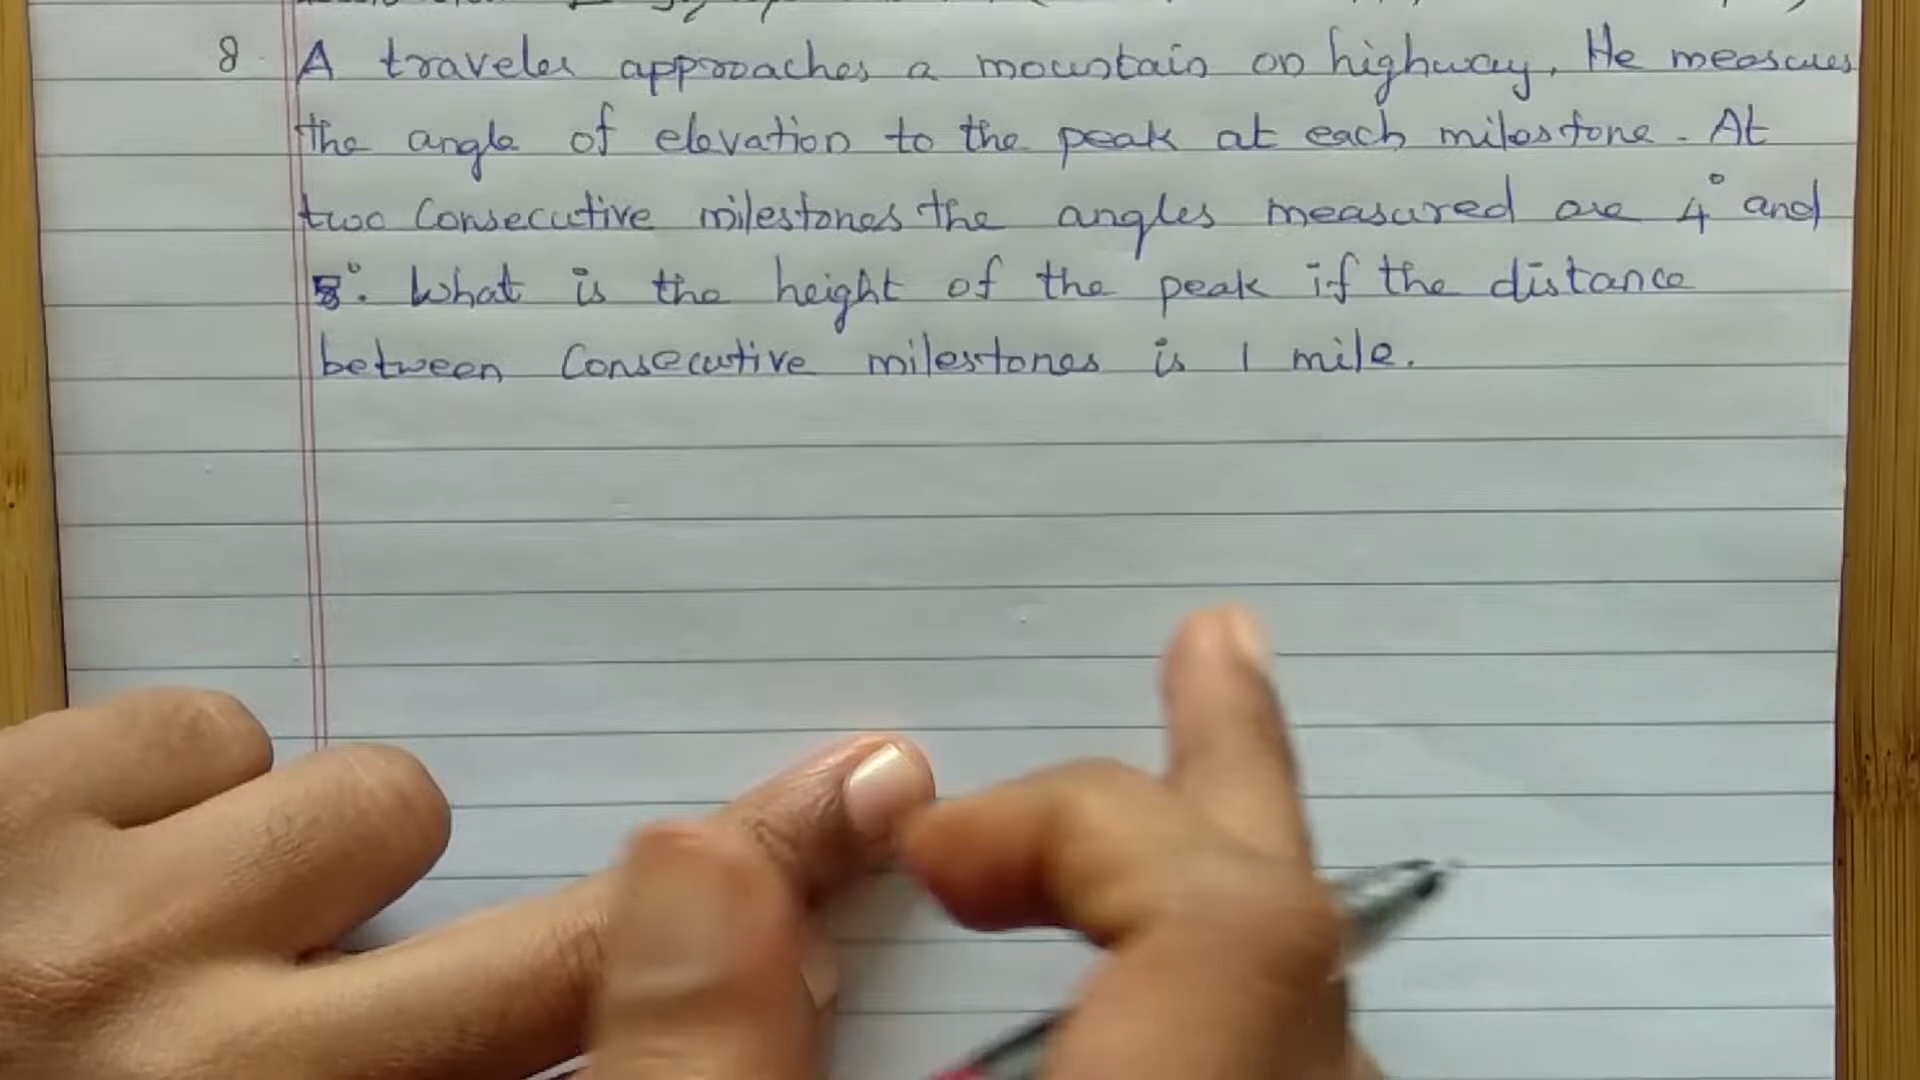 8. A traveler approaches a mountain on highway. He measures
the angle of elevation to the peak at each milestone. At
two Consecutive milestones the angles measured are 4° and
°. What is the height of the peak if the distance
between Consecutive milestones is 1 mile.